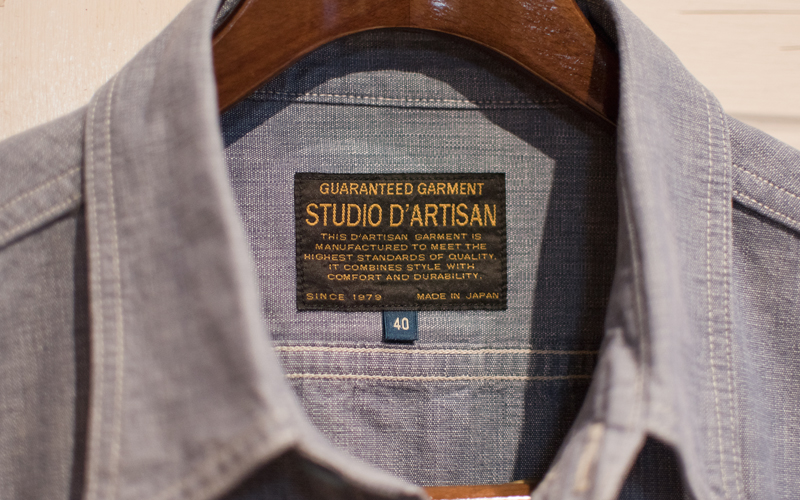 GUARANTEED GARMENT
STUDIO D'ARTISAN
THIS D'ARTISAN GARMENT IS
MANUFACTURED TO MEET THE
HIGHEST STANDARDS OF QUALITY.
IT COMBINES STYLE WITH
COMFORT AND DURABILITY.
SINCE 1979 MADE IN JAPAN
40